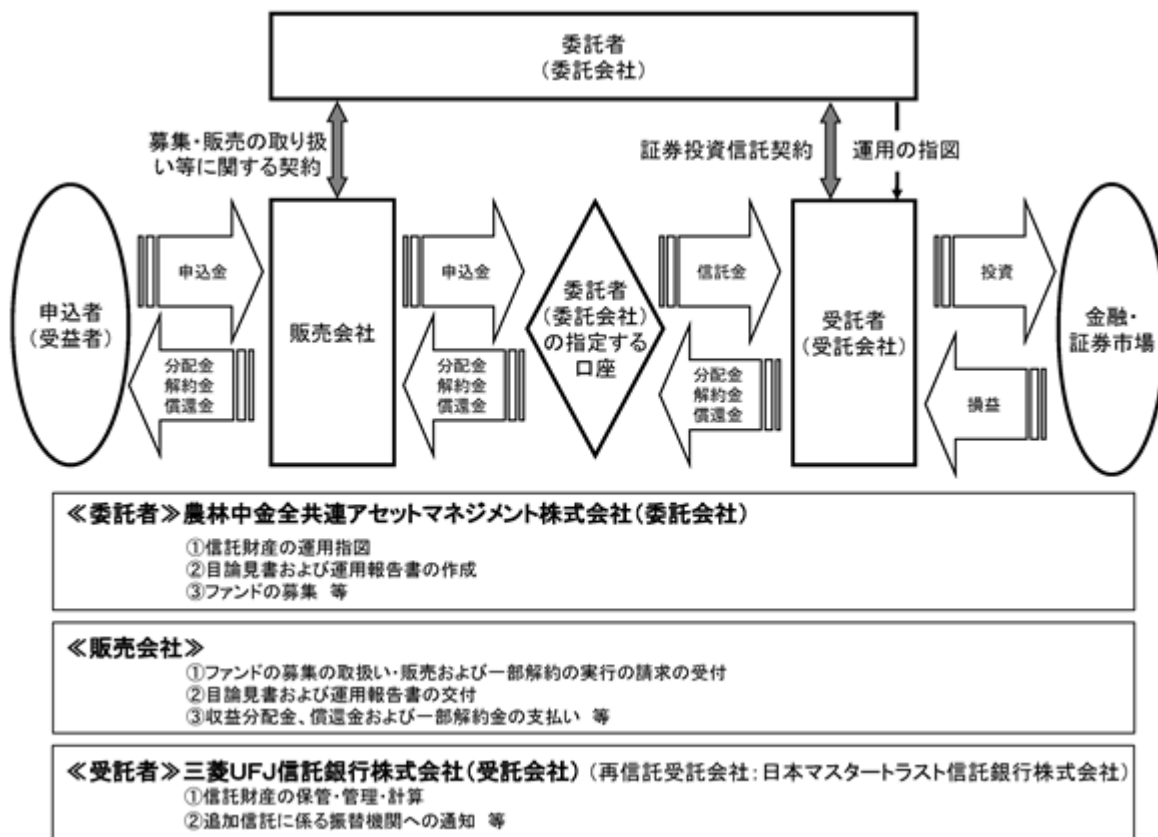 委託者
(委託会社)
募集・販売の取り扱
い等に関する契約
証券投資信託契約
運用の指図
申込者
(受益者)
申込金
分配金
解約金
償還金
販売会社
申込金
分配金
解約金
償還金
委託者
(委託会社)
の指定する
口座
信託金
分配金
解約金
償還金
受託者
(受託会社)
投資
損益
金融・
証券市場
≪委託者≫農林中金全共連アセットマネジメント株式会社(委託会社)
①信託財産の運用指図
②目論見書および運用報告書の作成
③ファンドの募集 等
≪販売会社≫
①ファンドの募集の取扱い・販売および一部解約の実行の請求の受付
②目論見書および運用報告書の交付
③収益分配金、償還金および一部解約金の支払い 等
≪受託者≫三菱UFJ信託銀行株式会社(受託会社) (再信託受託会社:日本マスタートラスト信託銀行株式会社)
①信託財産の保管・管理・計算
②追加信託に係る振替機関への通知 等